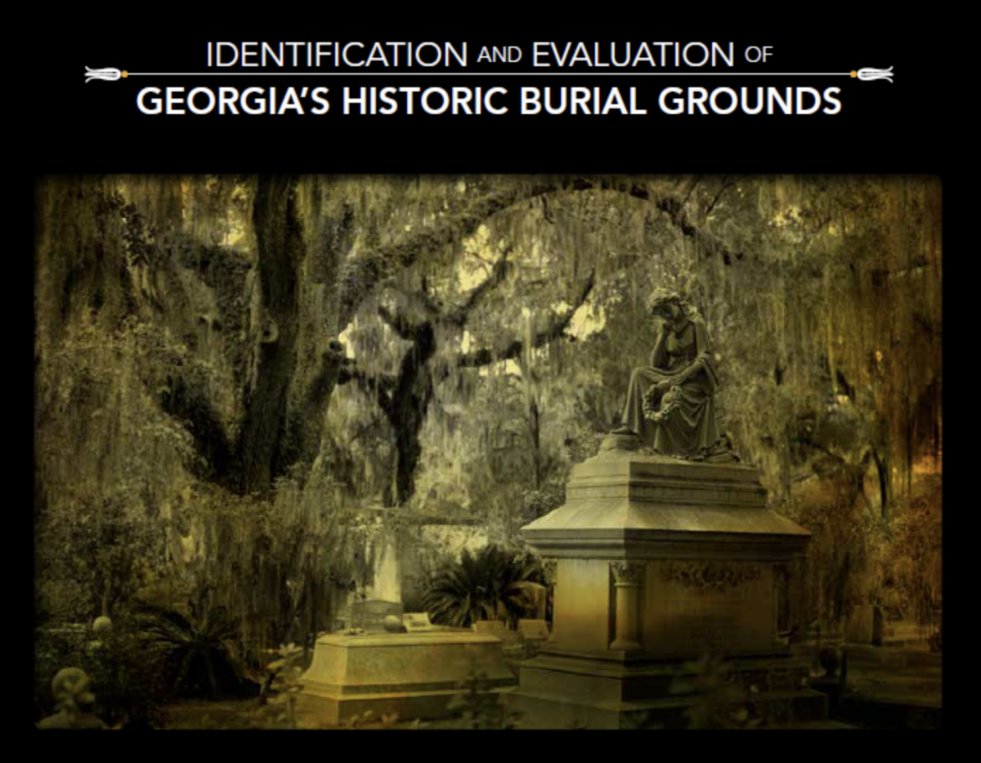 IDENTIFICATION AND EVALUATION OF
GEORGIA'S HISTORIC BURIAL GROUNDS